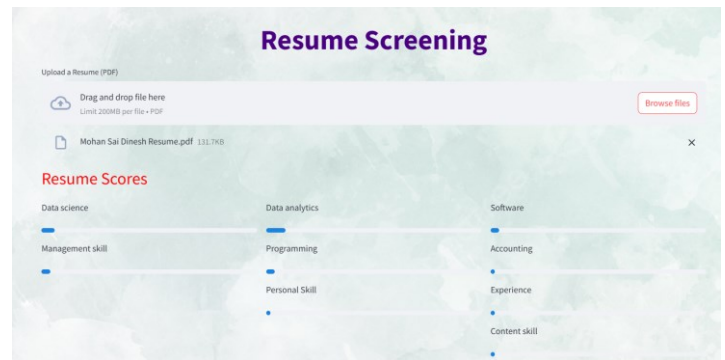 Resume Screening
Upload a Resume (PDF)
Drag and drop file here
Limit 200MB per file • PDF
Browse files
Mohan Sai Dinesh Resume.pdf 131.7KB
Resume Scores
Data science Data analytics Software
Management skill Programming Accounting
Personal Skill Experience
Content skill